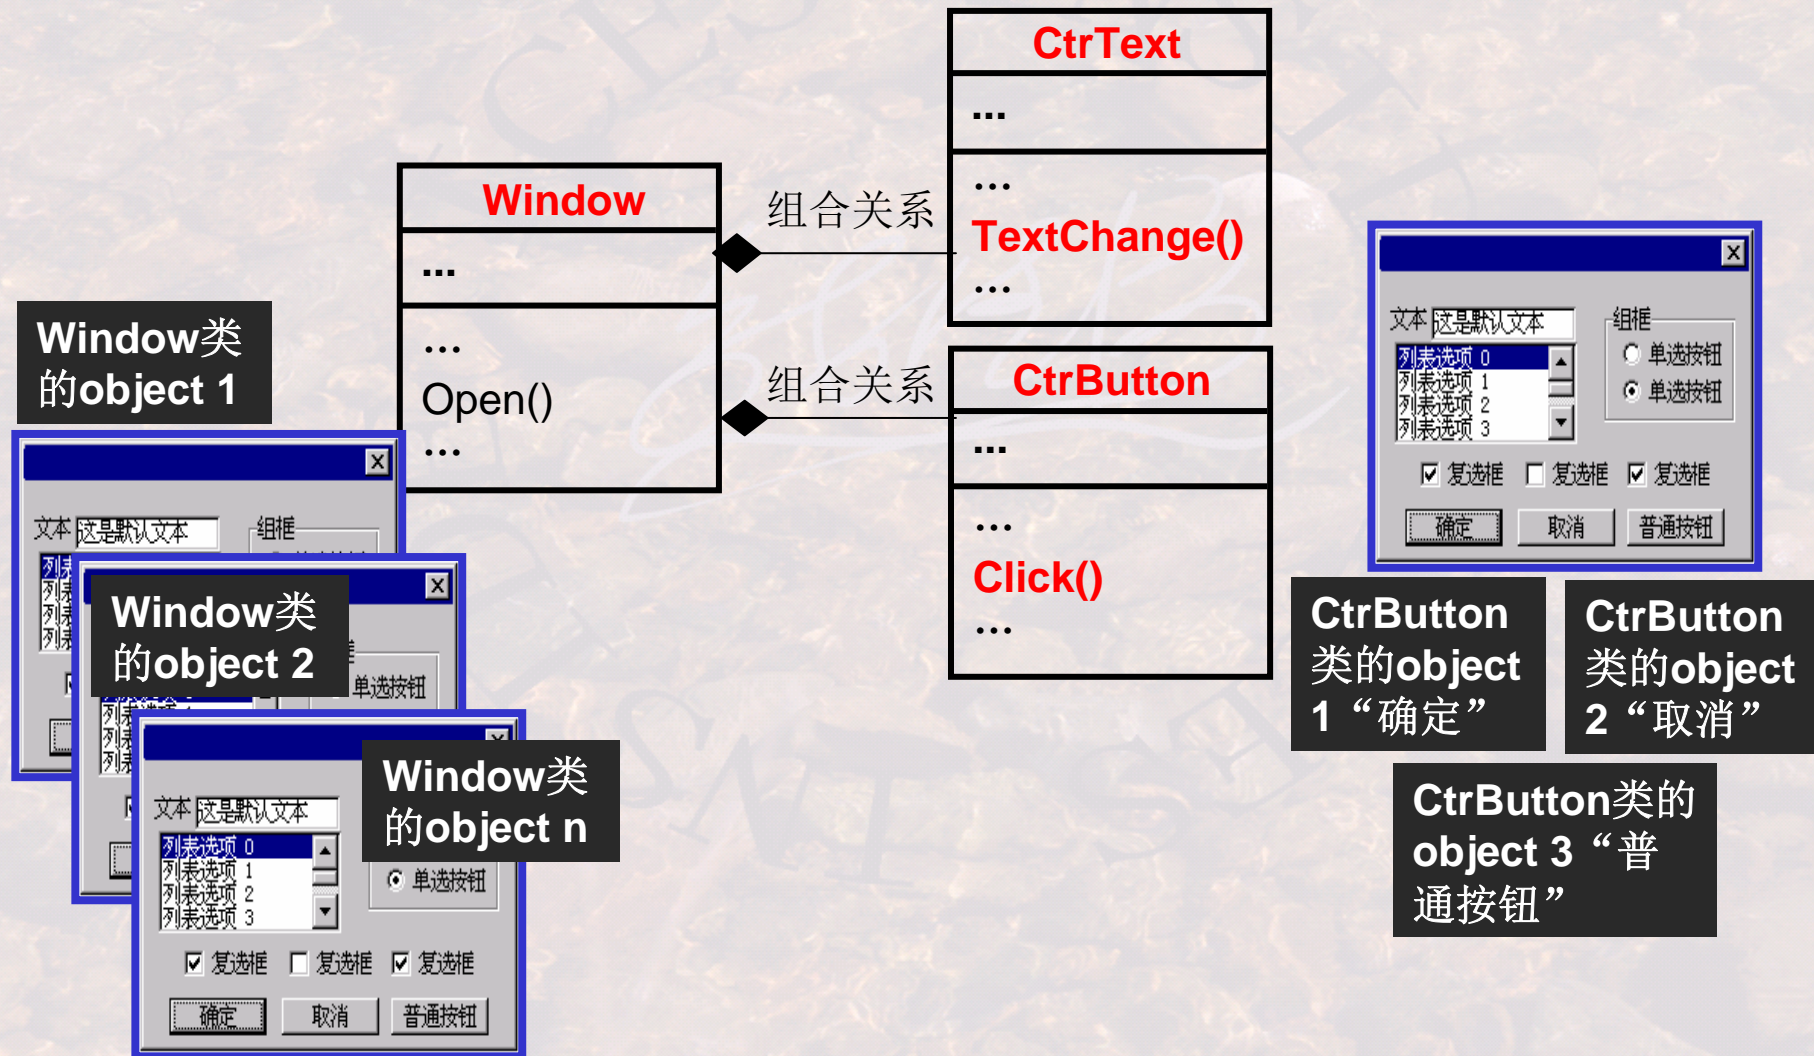 CtrText
...
…
TextChange()
…
Window
...
…
Open()
…
组合关系
组合关系
CtrButton
...
…
Click()
…
Window类
的object 1
文本 这是默认文本
组框
Window类
的object 2
单选按钮
Window类
的object n
文本 这是默认文本
列表选项 0
列表选项 1
列表选项 2
列表选项 3
单选按钮
复选框 复选框 复选框
确定 取消 普通按钮
文本 这是默认文本
组框
列表选项 0
列表选项 1
列表选项 2
列表选项 3
单选按钮
单选按钮
复选框 复选框 复选框
确定 取消 普通按钮
CtrButton
类的object
1“确定”
CtrButton
类的object
2“取消”
CtrButton类的
object 3“普
通按钮”